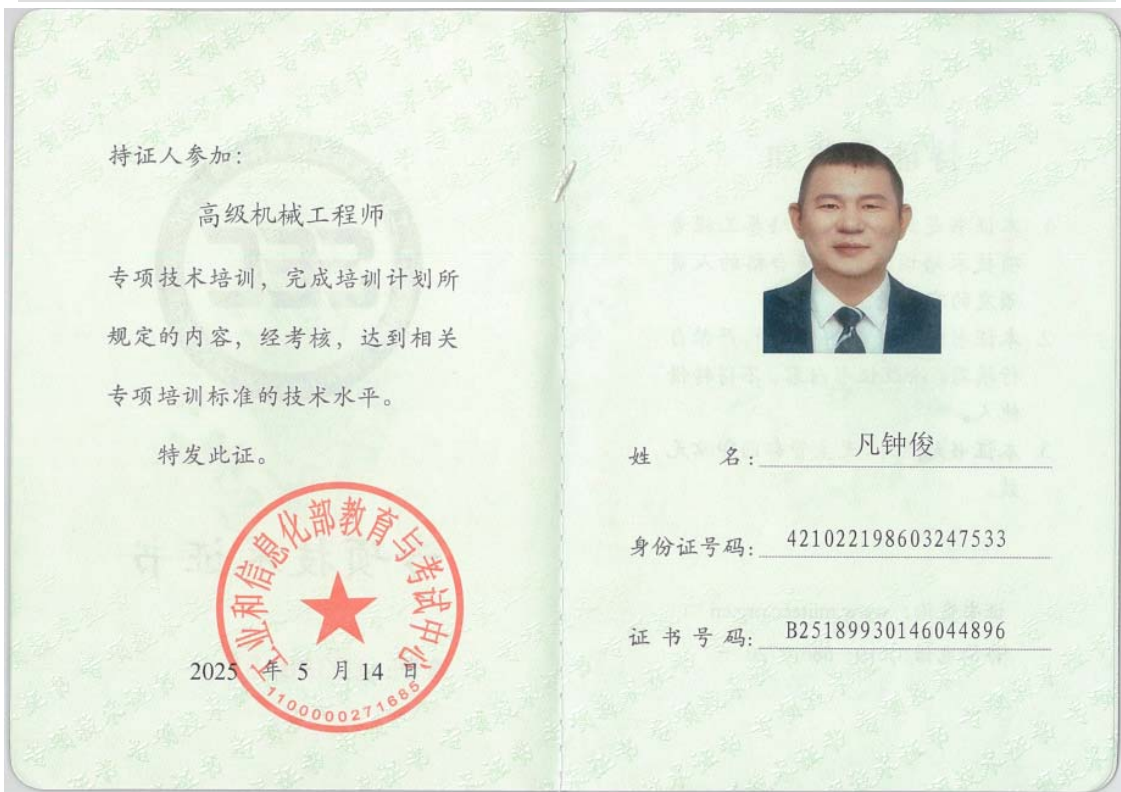 持证人参加：
高级机械工程师
专项技术培训，完成培训计划所
规定的内容，经考核，达到相关
专项培训标准的技术水平。
特发此证。
工业和信息化部教育与考试中心
2025 年 5 月 14 日
1100000271685
姓 名：凡钟俊
身份证号码：421022198603247533
证 书 号 码：B25189930146044896